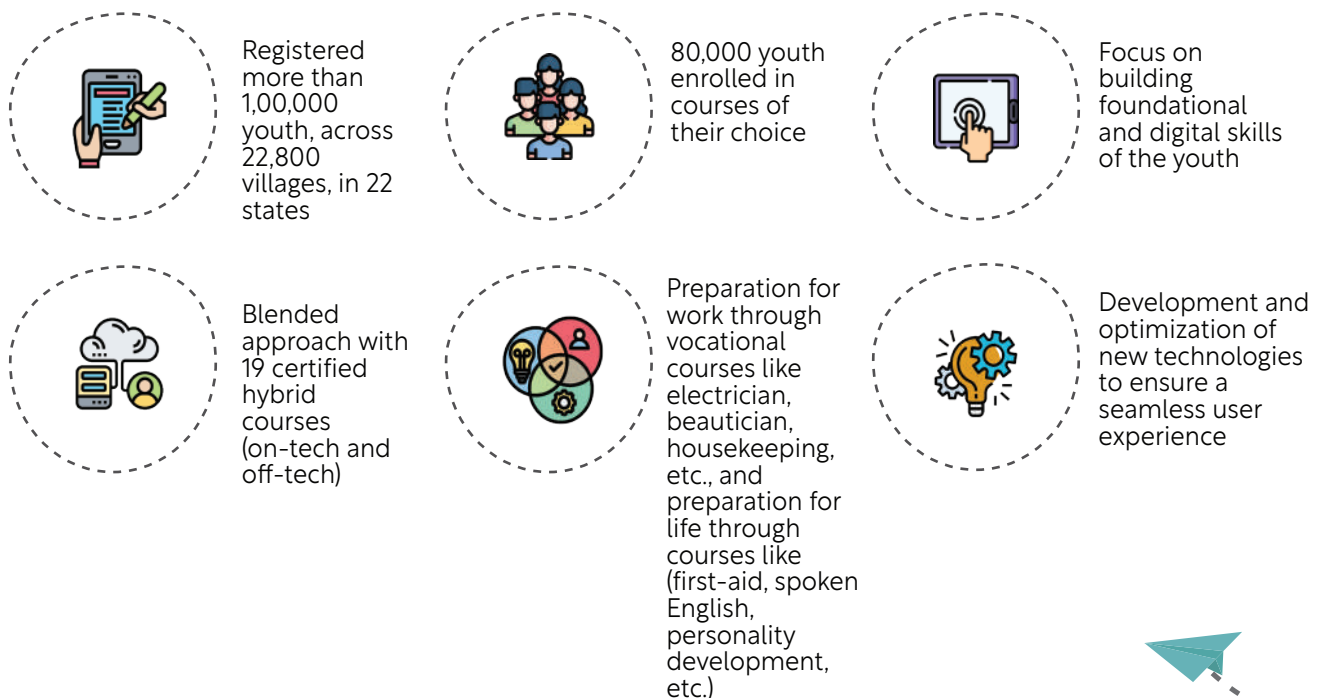 Registered
more than
1,00,000
youth, across
22,800
villages, in 22
states
80,000 youth
enrolled in
courses of
their choice
Focus on
building
foundational
and digital skills
of the youth
Blended
approach with
19 certified
hybrid
courses
(on-tech and
off-tech)
Preparation for
work through
vocational
courses like
electrician,
beautician,
housekeeping,
etc., and
preparation for
life through
courses like
(first-aid, spoken
English,
personality
development,
etc.)
Development and
optimization of
new technologies
to ensure a
seamless user
experience